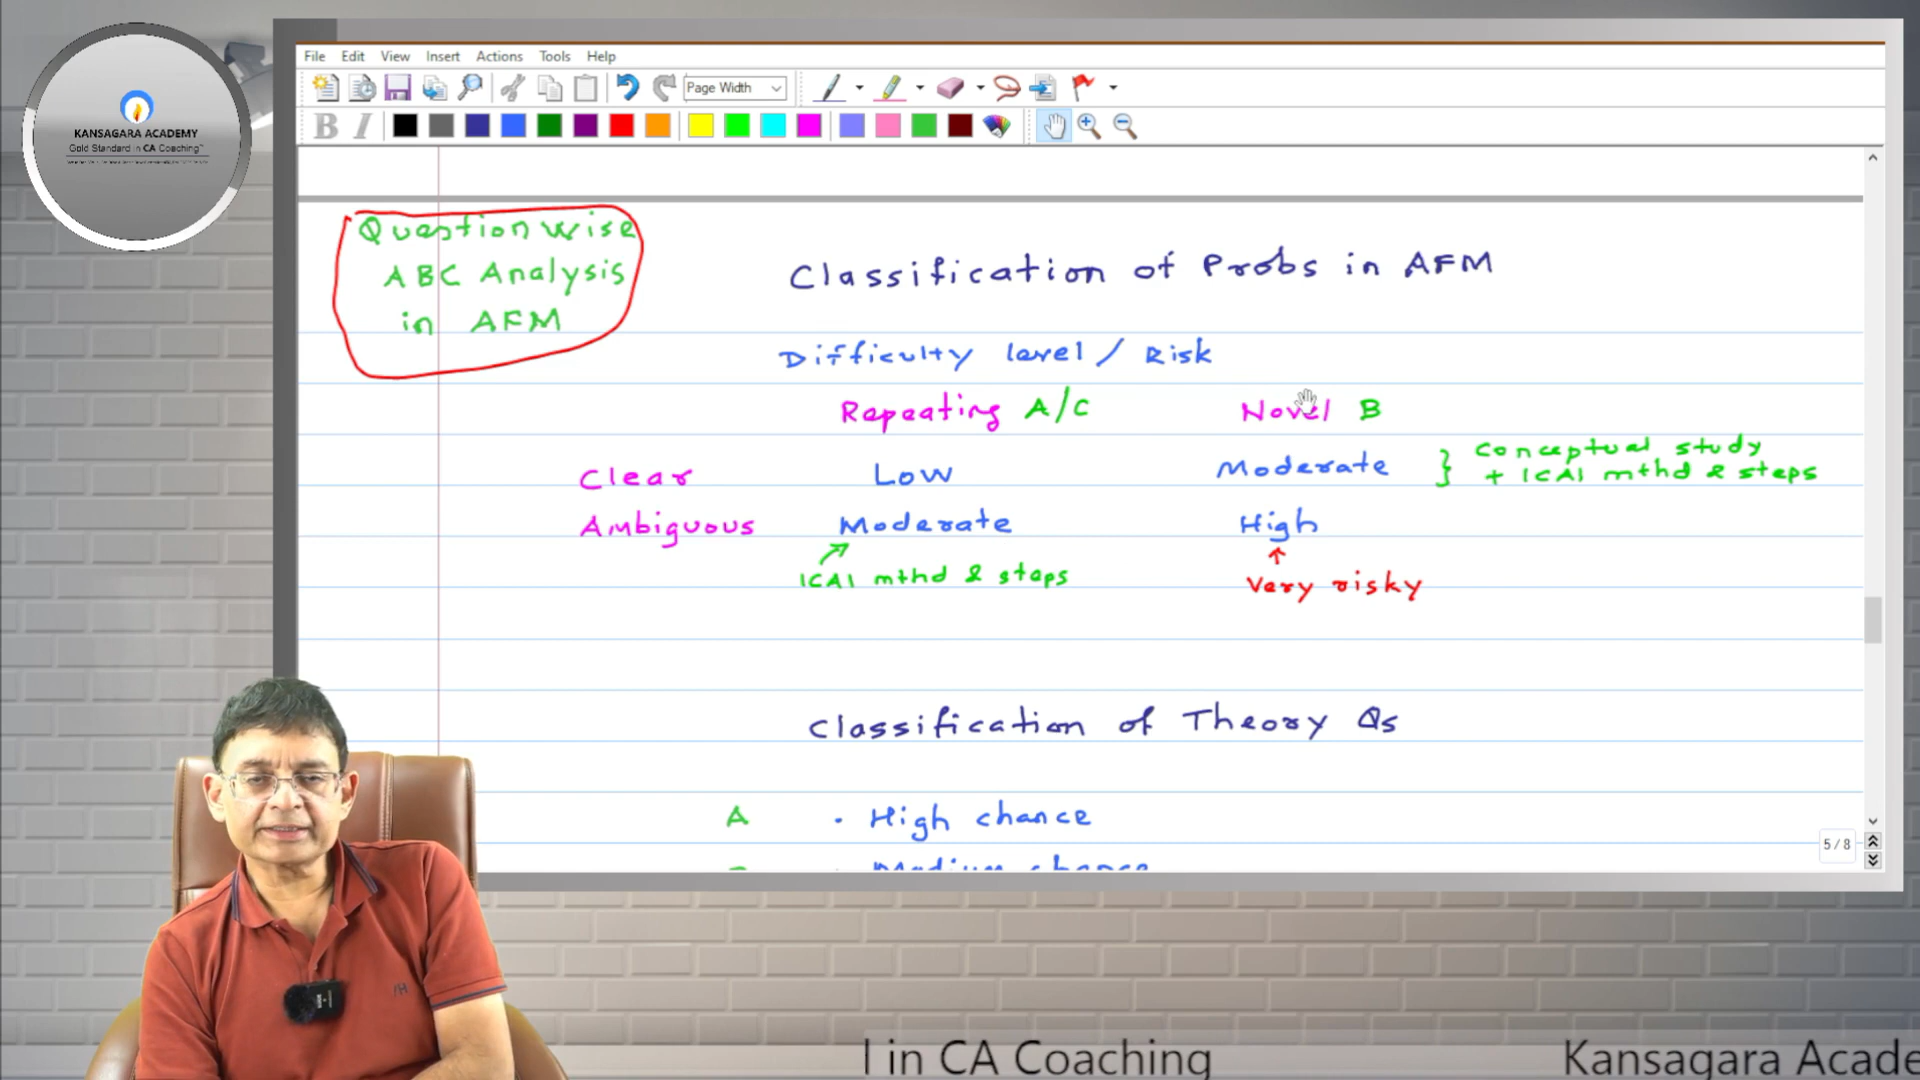 KANSAGARA ACADEMY
Gold Standard in CA Coaching™
File Edit View Insert Actions Tools Help
Page Width
B I
Question wise
ABC Analysis
in AFM
Classification of Probs in AFM
Difficulty level / Risk
Repeating A/C Novel B
Clear Low Moderate } Conceptual study
+ ICAI mthd & steps
Ambiguous Moderate High
ICAI mthd & steps Very risky
Classification of Theory Qs
A · High chance
· Medium chance
5 / 8
l in CA Coaching Kansagara Acade